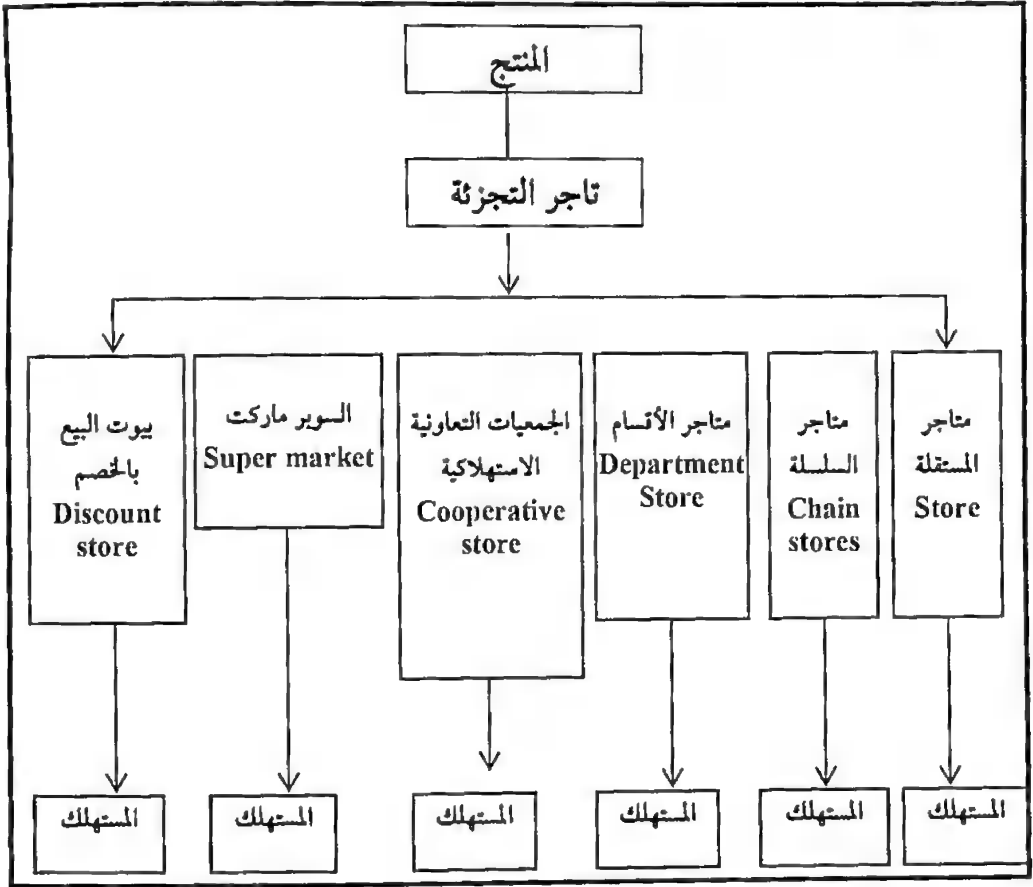 المنتج
تاجر التجزئة
متاجر
المستقلة
Store
متاجر
السلسلة
Chain
stores
متاجر الأقسام
Department
Store
الجمعيات التعاونية
الاستهلاكية
Cooperative
store
السوبر ماركت
Super market
بيوت البيع
بالخصم
Discount
store
المستهلك
المستهلك
المستهلك
المستهلك
المستهلك
المستهلك